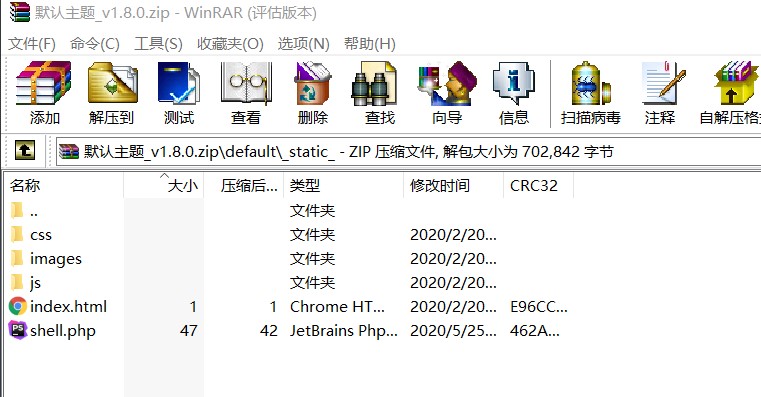 默认主题_v1.8.0.zip - WinRAR (评估版本)
文件(F) 命令(C) 工具(S) 收藏夹(O) 选项(N) 帮助(H)
添加 解压到 测试 查看 删除 查找 向导 信息 扫描病毒 注释 自解压格
默认主题_v1.8.0.zip\default\_static_ - ZIP 压缩文件, 解包大小为 702,842 字节
名称 大小 压缩后... 类型 修改时间 CRC32
.. 文件夹
css 文件夹 2020/2/20...
images 文件夹 2020/2/20...
js 文件夹 2020/2/20...
index.html 1 1 Chrome HT... 2020/2/20... E96CC...
PS shell.php 47 42 JetBrains Php... 2020/5/25... 462A...